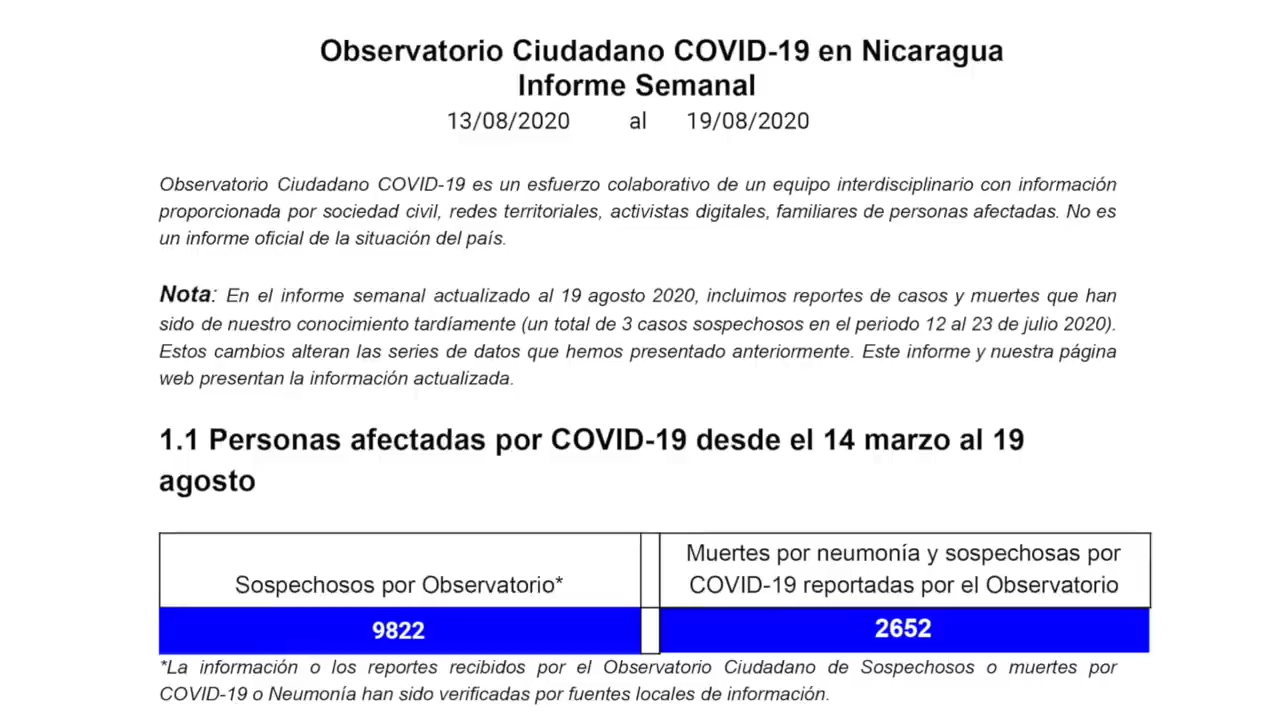 Observatorio Ciudadano COVID-19 en Nicaragua
Informe Semanal
13/08/2020 al 19/08/2020
Observatorio Ciudadano COVID-19 es un esfuerzo colaborativo de un equipo interdisciplinario con información
proporcionada por sociedad civil, redes territoriales, activistas digitales, familiares de personas afectadas. No es
un informe oficial de la situación del país.
Nota: En el informe semanal actualizado al 19 agosto 2020, incluimos reportes de casos y muertes que han
sido de nuestro conocimiento tardíamente (un total de 3 casos sospechosos en el periodo 12 al 23 de julio 2020).
Estos cambios alteran las series de datos que hemos presentado anteriormente. Este informe y nuestra página
web presentan la información actualizada.
1.1 Personas afectadas por COVID-19 desde el 14 marzo al 19
agosto
Sospechosos por Observatorio*
Muertes por neumonía y sospechosas por
COVID-19 reportadas por el Observatorio
9822
2652
*La información o los reportes recibidos por el Observatorio Ciudadano de Sospechosos o muertes por
COVID-19 o Neumonía han sido verificadas por fuentes locales de información.